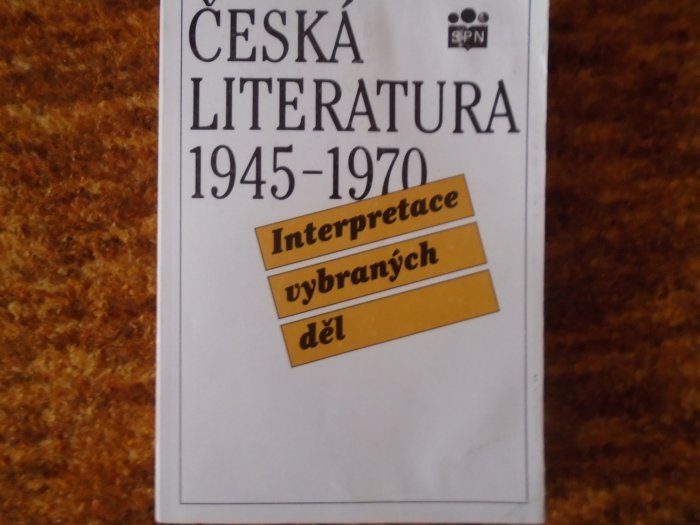 ČESKÁ
SPN
LITERATURA
1945-1970
Interpretace
vybraných
děl